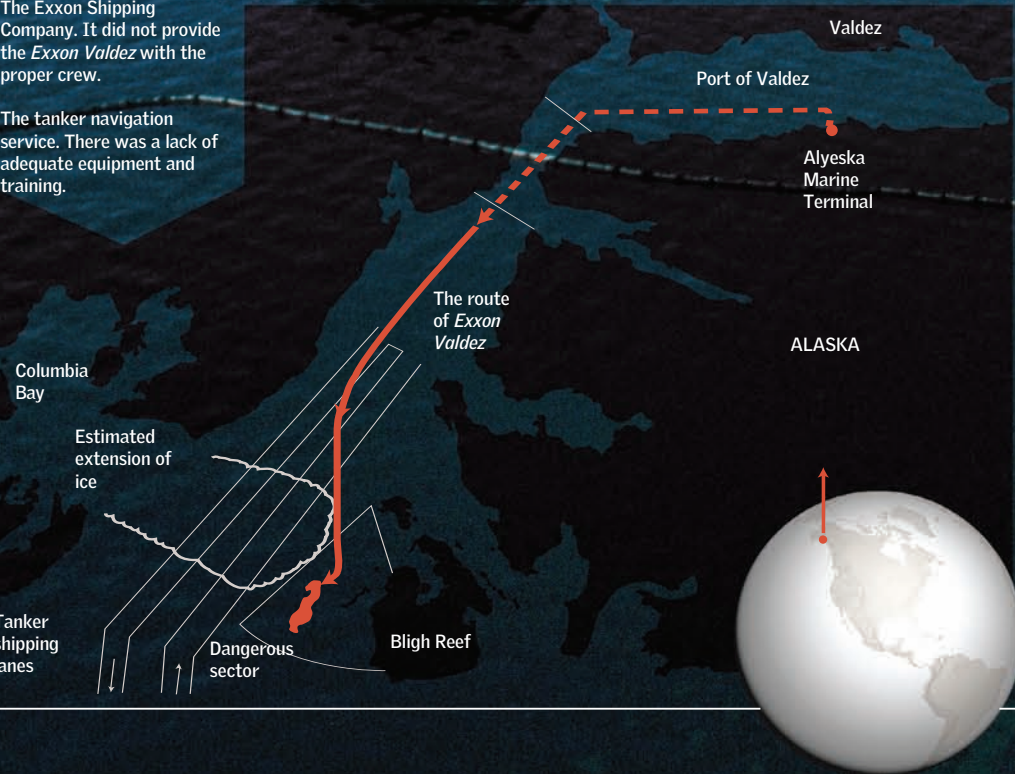 The Exxon Shipping
Company. It did not provide
the Exxon Valdez with the
proper crew.
The tanker navigation
service. There was a lack of
adequate equipment and
training.
Valdez
Port of Valdez
Alyeska
Marine
Terminal
The route
of Exxon
Valdez
ALASKA
Columbia
Bay
Estimated
extension of
ice
Tanker
shipping
lanes
Dangerous
sector
Bligh Reef